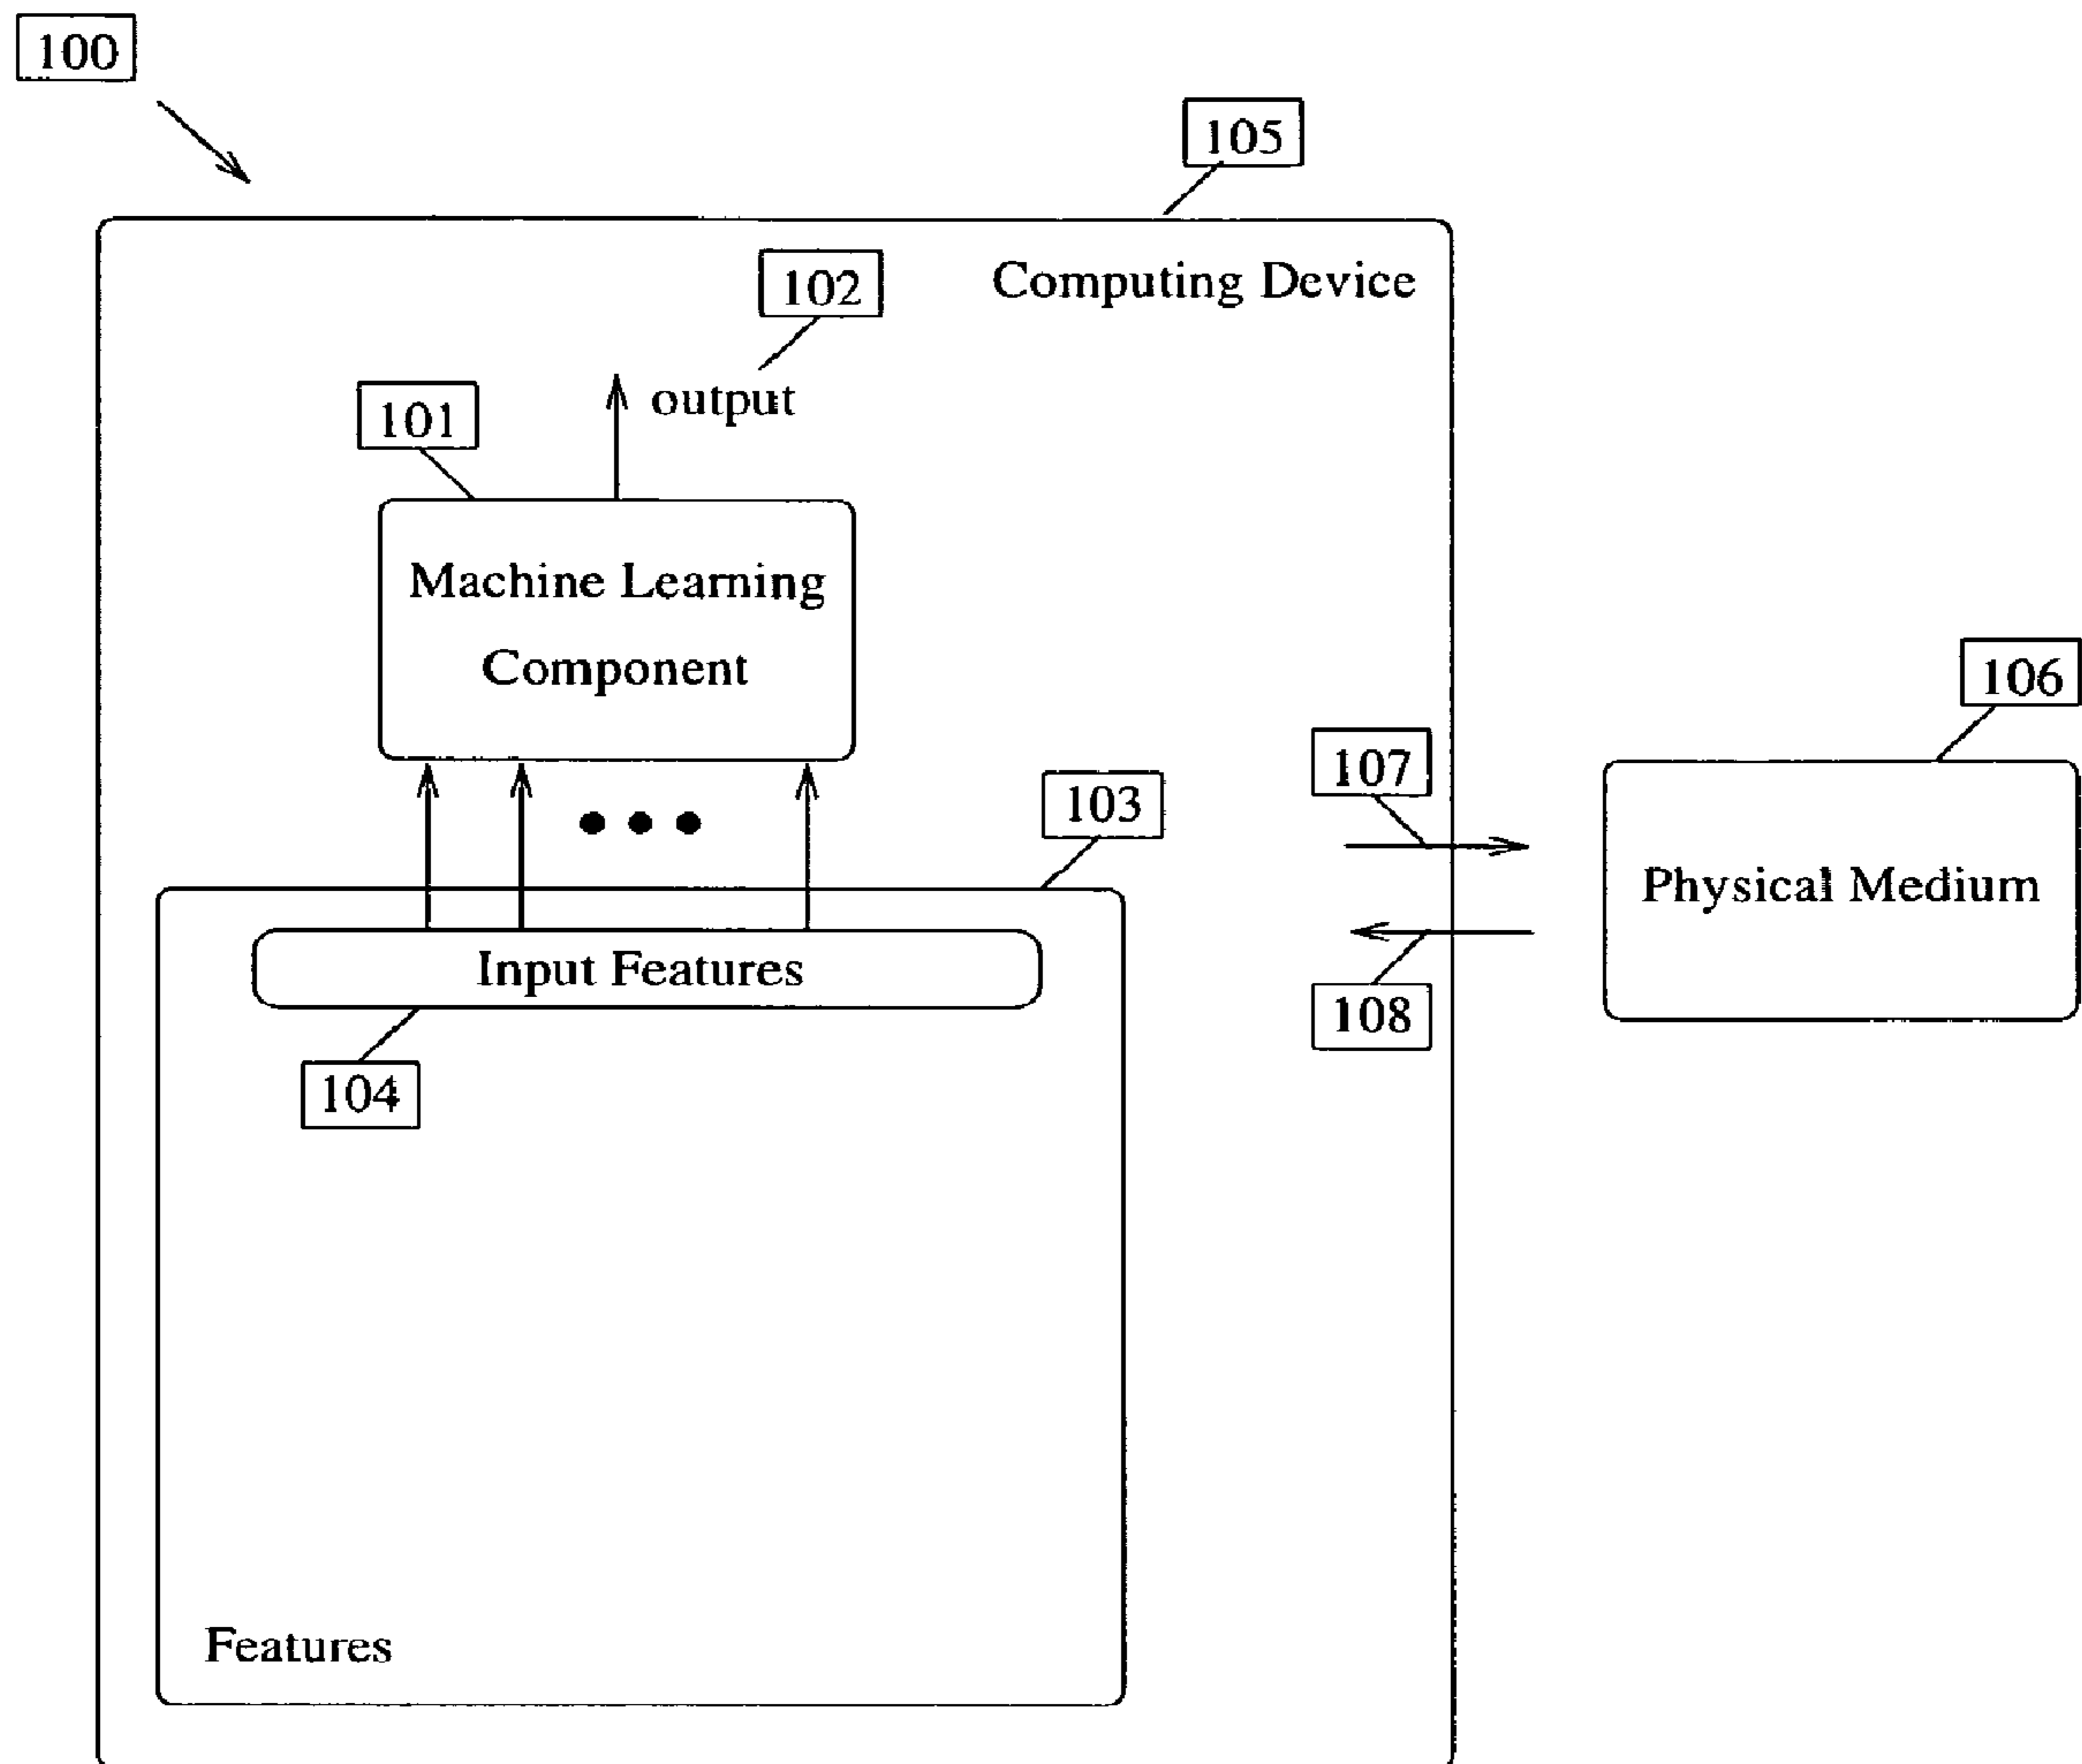 100
105
102
Computing Device
output
101
Machine Learning
Component
106
107
103
Physical Medium
Input Features
108
104
Features